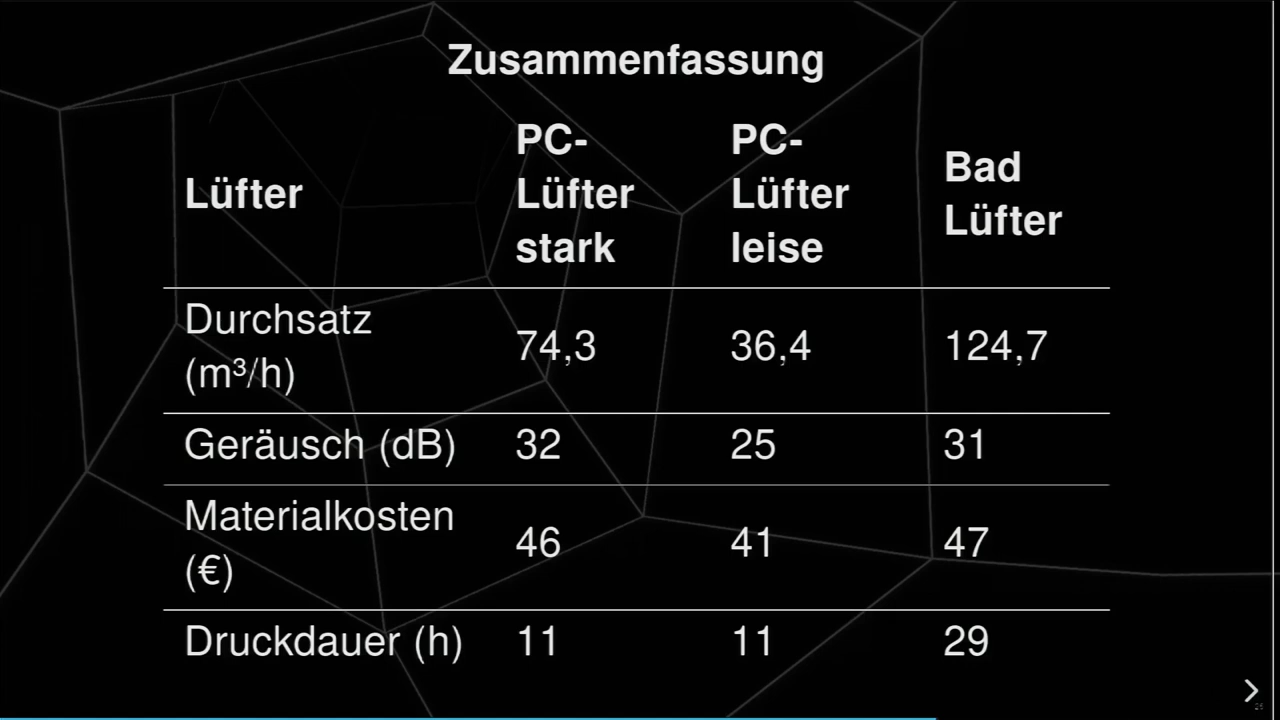 Zusammenfassung
Lüfter PC-Lüfter stark PC-Lüfter leise Bad Lüfter
Durchsatz (m³/h) 74,3 36,4 124,7
Geräusch (dB) 32 25 31
Materialkosten (€) 46 41 47
Druckdauer (h) 11 11 29